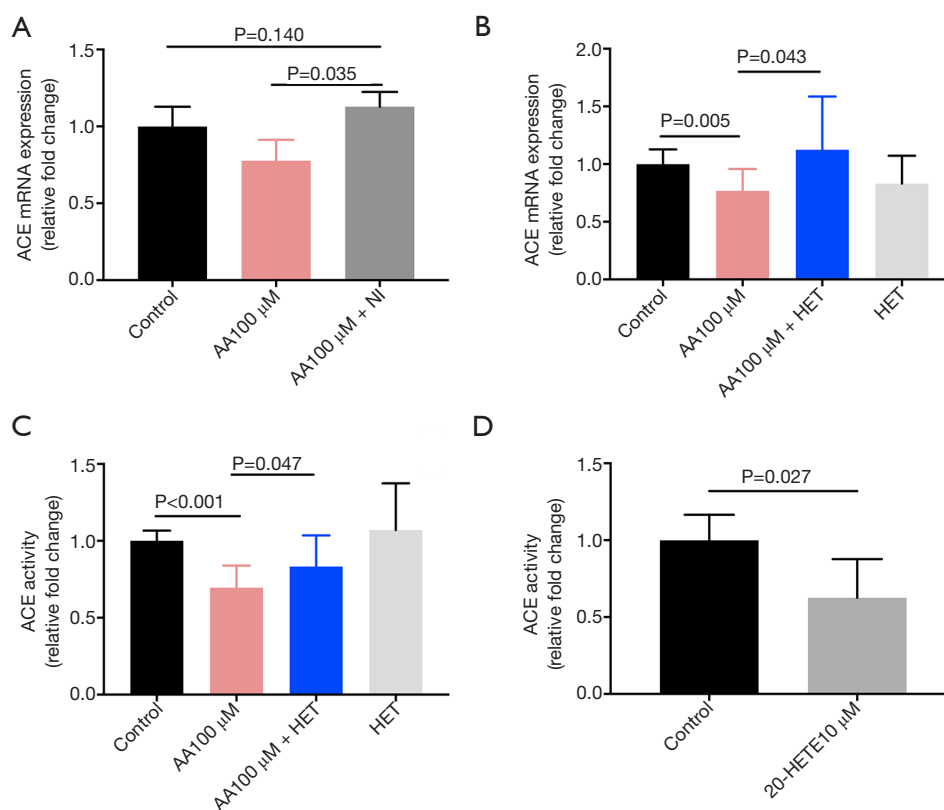 A
ACE mRNA expression
(relative fold change)
1.5
1.0
0.5
0.0
P=0.140
P=0.035
Control
AA100 μM
AA100 μM + NI
B
ACE mRNA expression
(relative fold change)
2.0
1.5
1.0
0.5
0.0
P=0.043
P=0.005
Control
AA100 μM
AA100 μM + HET
HET
C
ACE activity
(relative fold change)
1.5
1.0
0.5
0.0
P=0.047
P<0.001
Control
AA100 μM
AA100 μM + HET
HET
D
ACE activity
(relative fold change)
1.5
1.0
0.5
0.0
P=0.027
Control
20-HETE10 μM